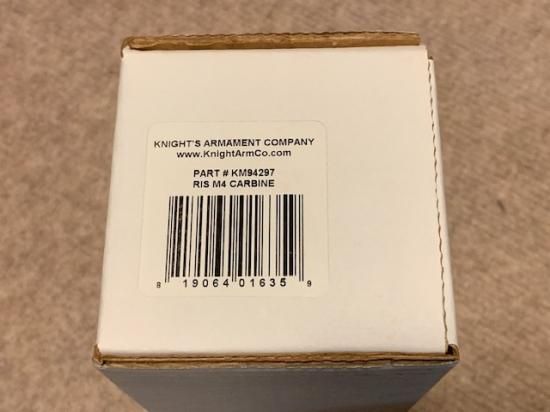 KNIGHT'S ARMAMENT COMPANY
www.KnightArmCo.com
PART # KM94297
RIS M4 CARBINE
8 19064 01635 9